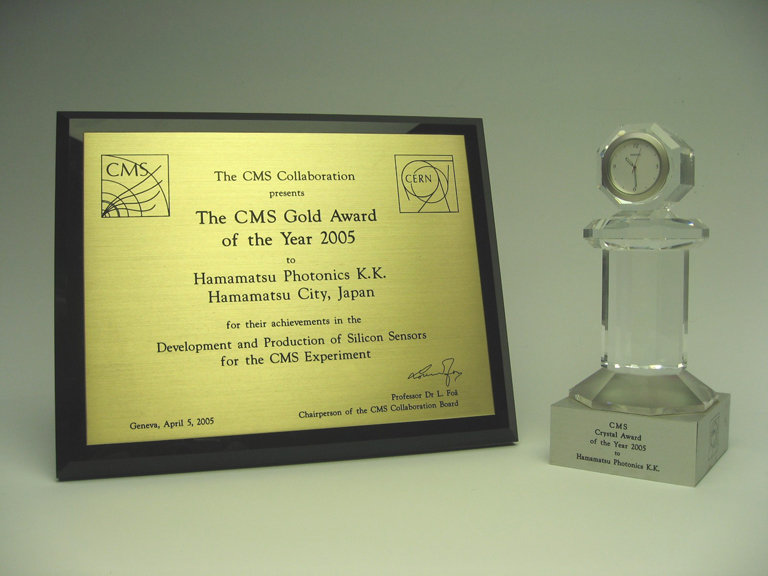 CMS
The CMS Collaboration
presents
CERN
The CMS Gold Award
of the Year 2005
to
Hamamatsu Photonics K.K.
Hamamatsu City, Japan
for their achievements in the
Development and Production of Silicon Sensors
for the CMS Experiment
Professor Dr L. Foà
Chairperson of the CMS Collaboration Board
Geneva, April 5, 2005
CMS
Crystal Award
of the Year 2005
to
Hamamatsu Photonics K.K.